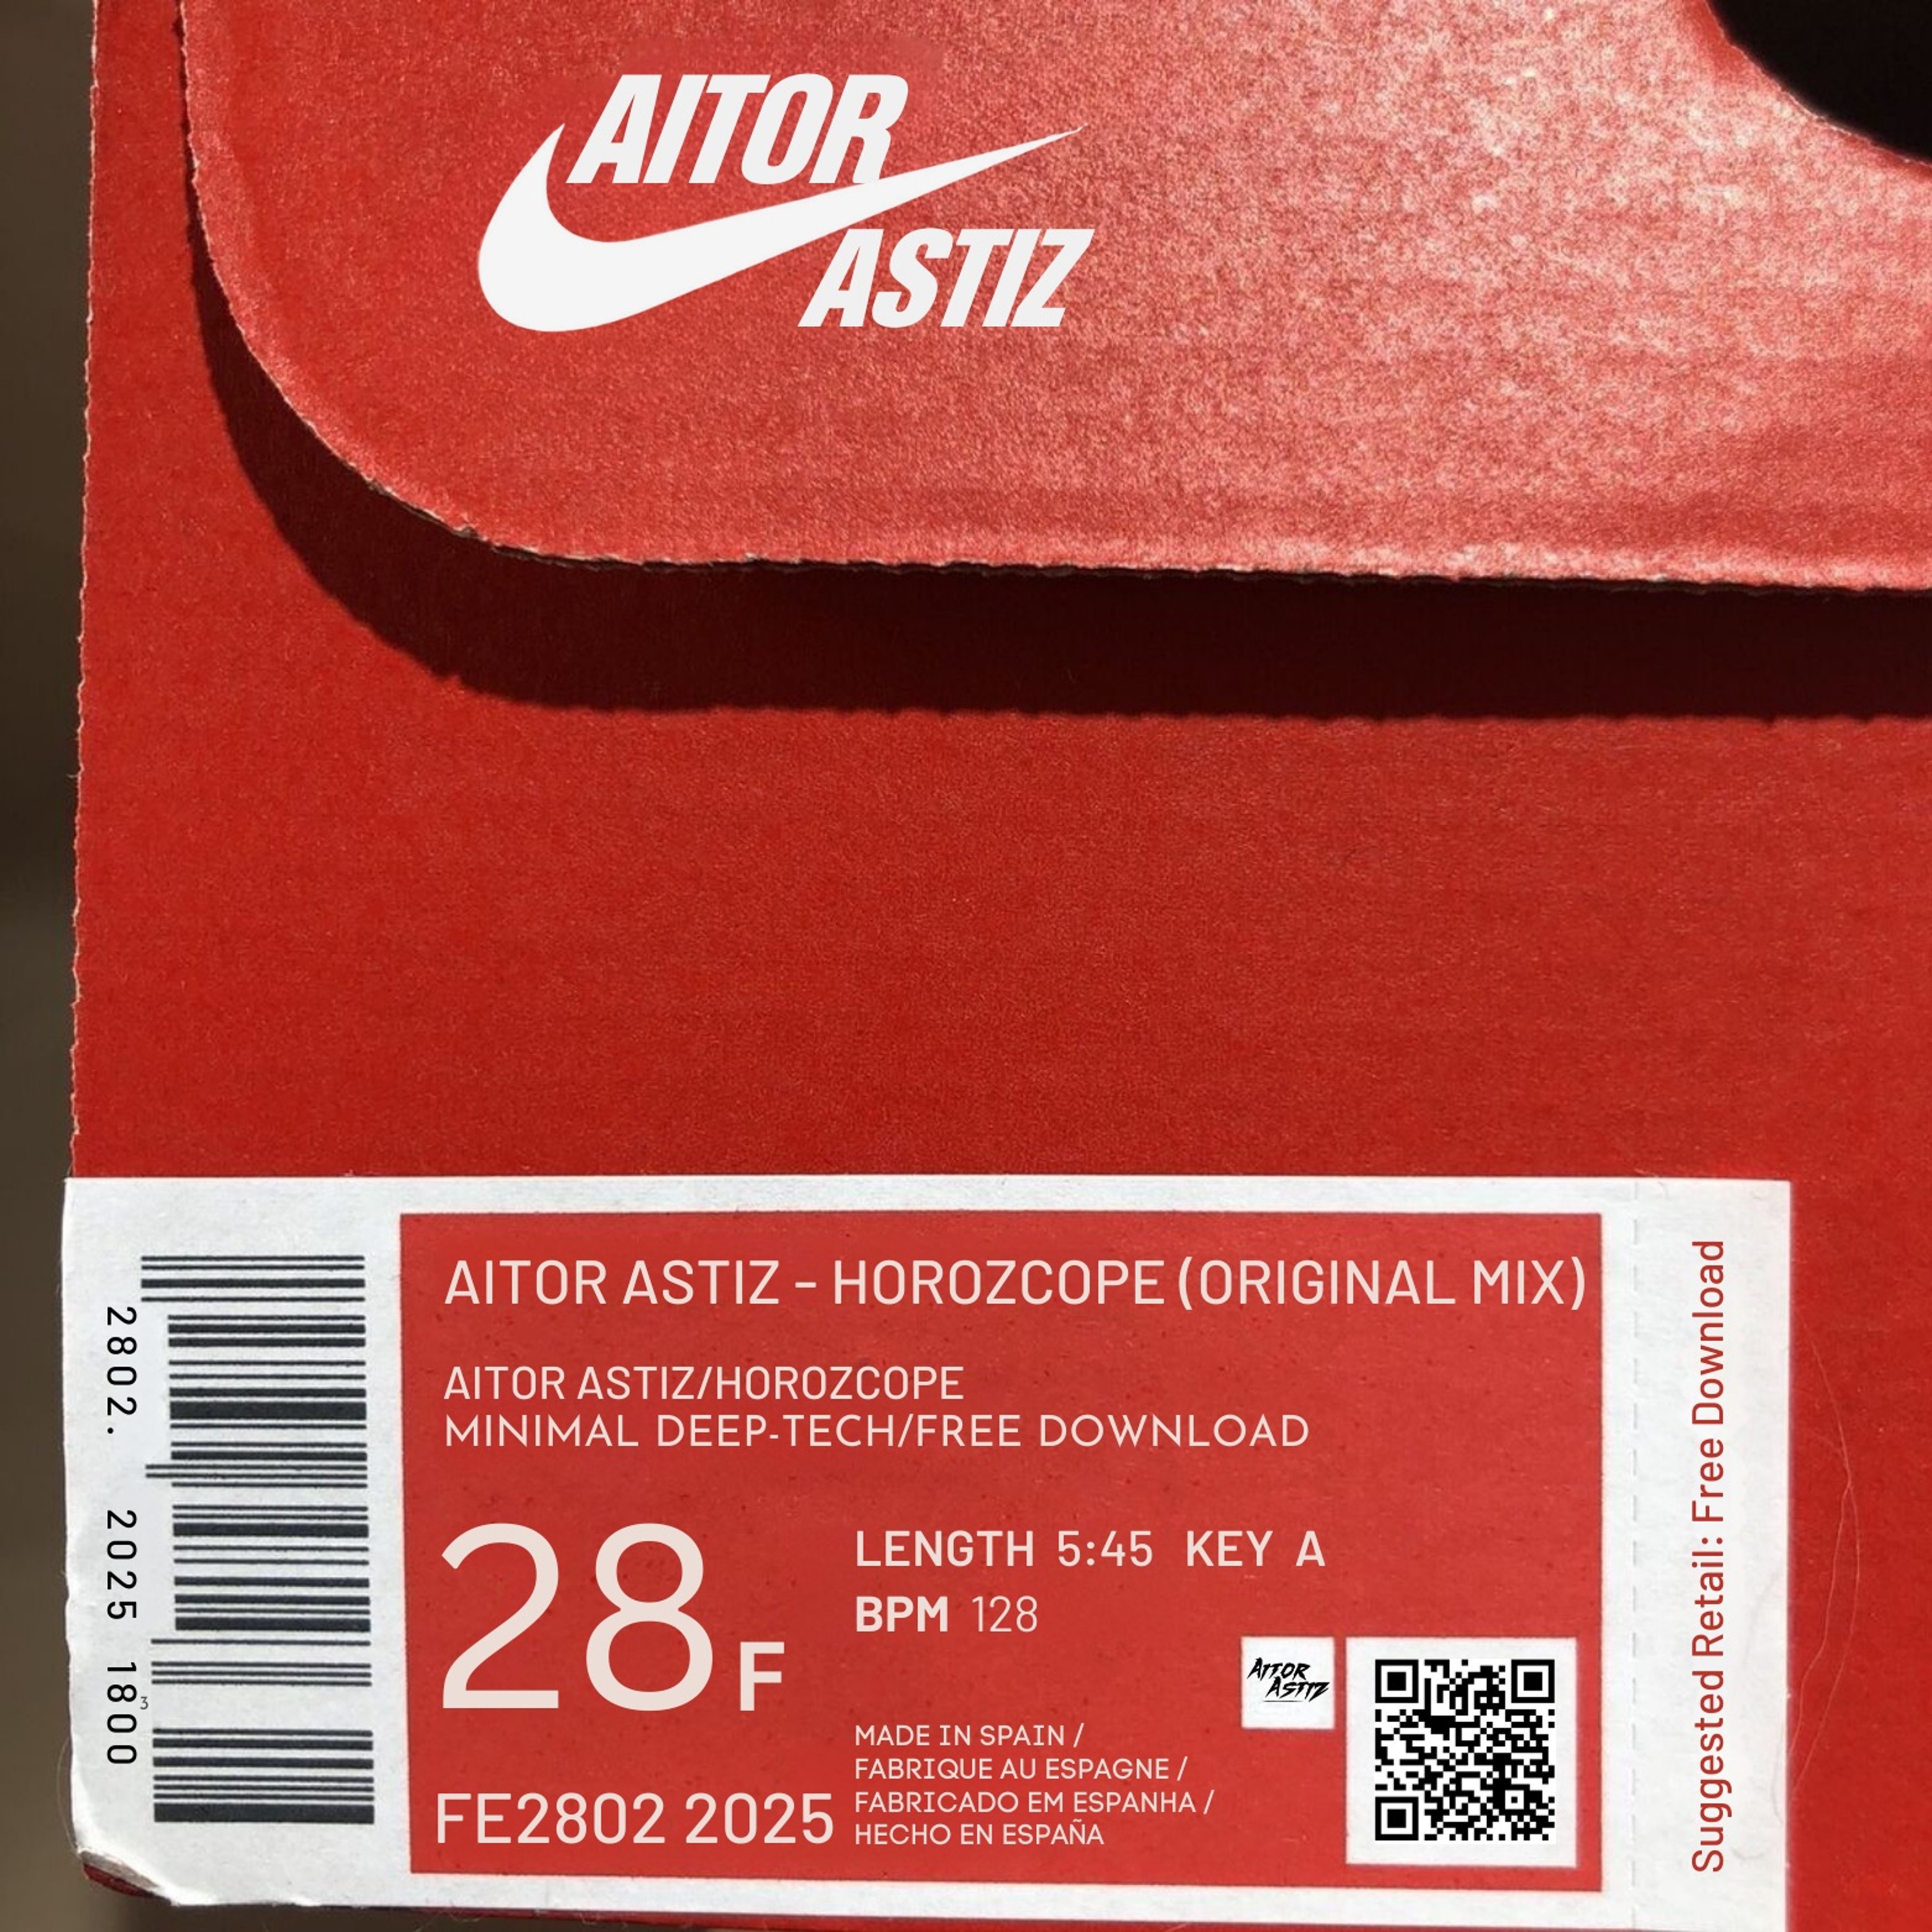 AITOR
ASTIZ
AITOR ASTIZ - HOROZCOPE (ORIGINAL MIX)
AITOR ASTIZ/HOROZCOPE
MINIMAL DEEP-TECH/FREE DOWNLOAD
28 F
LENGTH 5:45 KEY A
BPM 128
MADE IN SPAIN /
FABRIQUE AU ESPAGNE /
FABRICADO EM ESPANHA /
HECHO EN ESPAÑA
FE2802 2025
AITOR
ASTIZ
2802. 2025 1800
3
Suggested Retail: Free Download